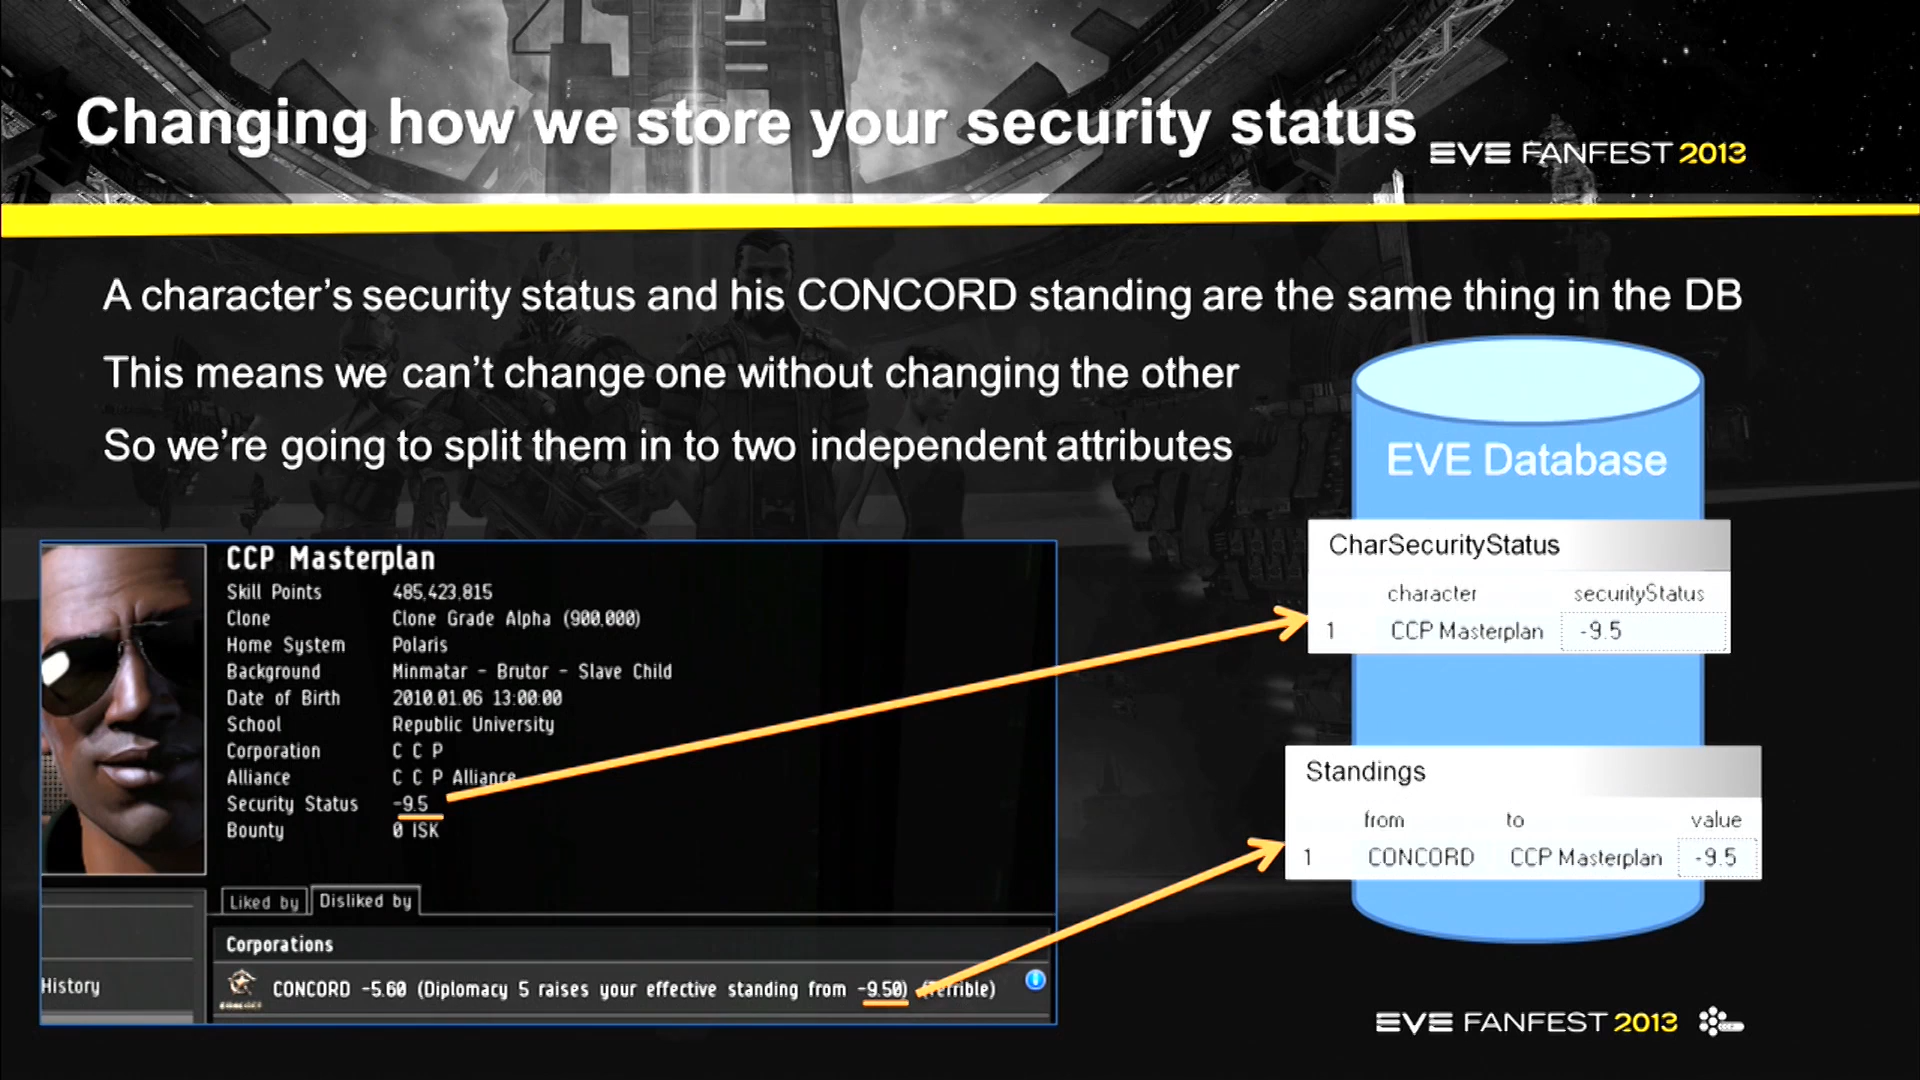 Changing how we store your security status
EVE FANFEST 2013
A character's security status and his CONCORD standing are the same thing in the DB
This means we can't change one without changing the other
So we're going to split them in to two independent attributes
EVE Database
CharSecurityStatus
character securityStatus
1 CCP Masterplan -9.5
Standings
from to value
1 CONCORD CCP Masterplan -9.5
CCP Masterplan
Skill Points 485,423,815
Clone Clone Grade Alpha (900,000)
Home System Polaris
Background Minmatar - Brutor - Slave Child
Date of Birth 2010.01.06 13:00:00
School Republic University
Corporation C C P
Alliance C C P Alliance
Security Status -9.5
Bounty 0 ISK
Liked by Disliked by
Corporations
History
CONCORD -5.60 (Diplomacy 5 raises your effective standing from -9.50) (Terrible)
EVE FANFEST 2013